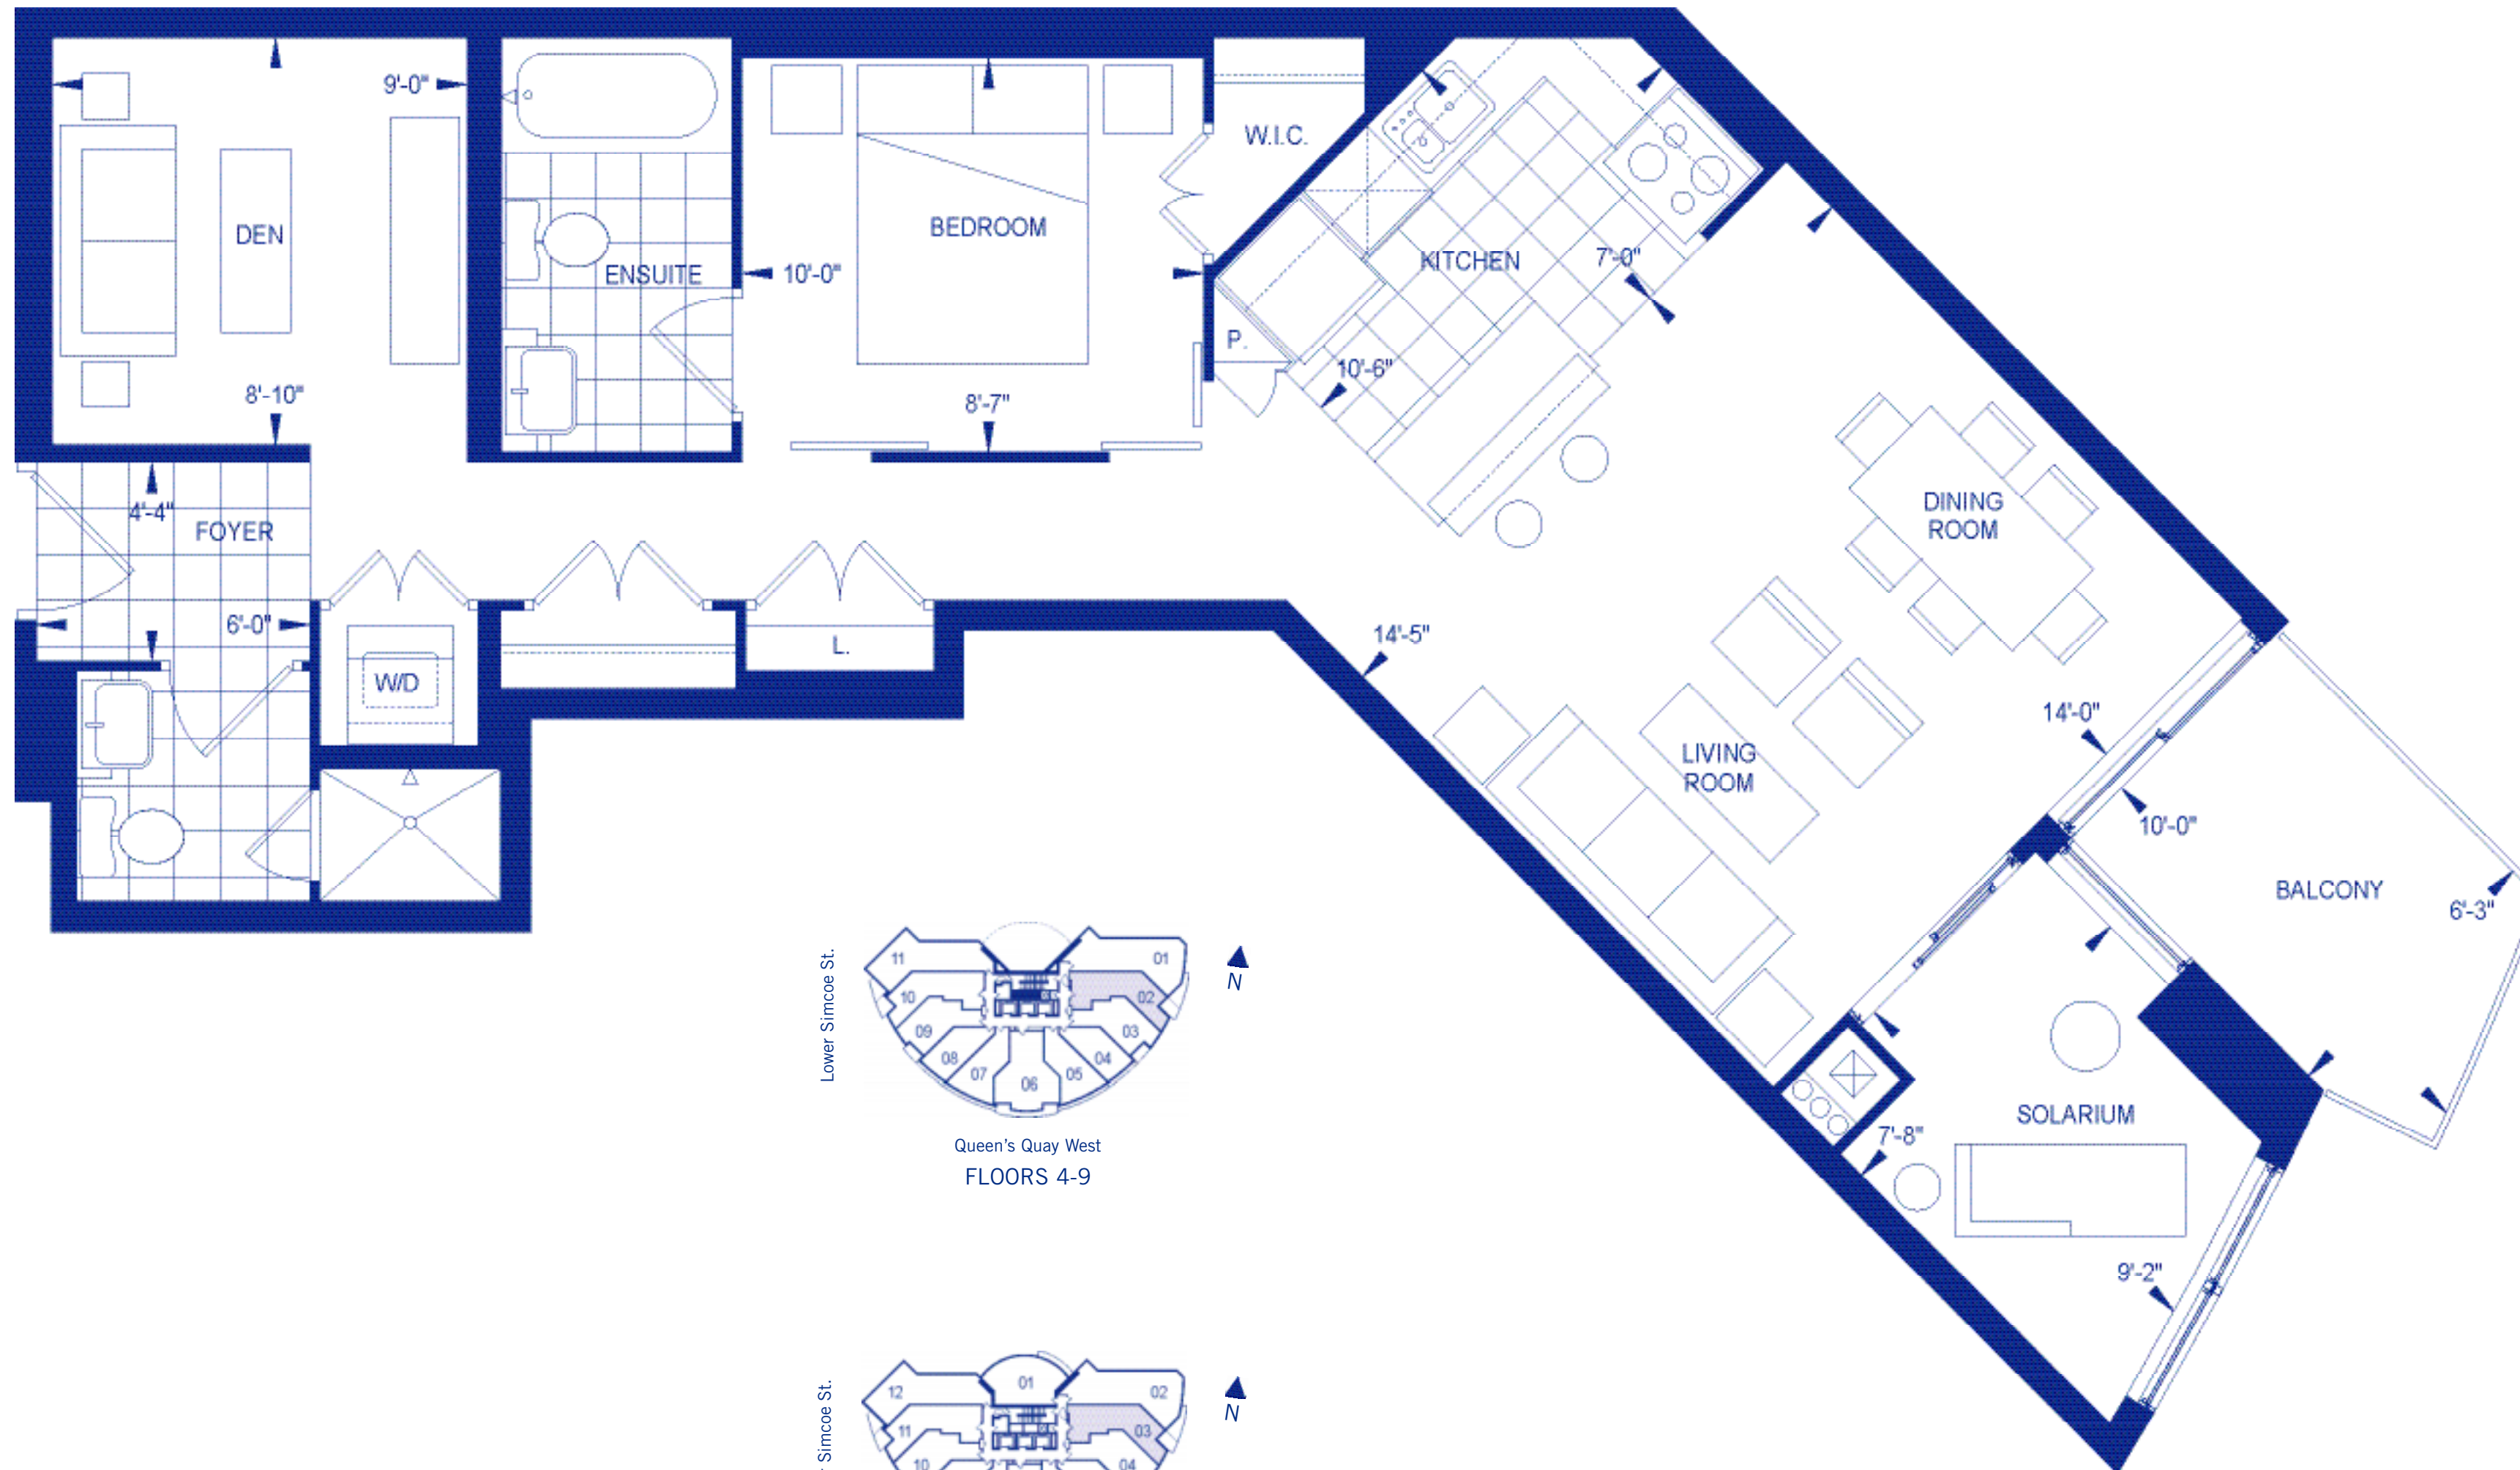 9'-0"
W.I.C.
DEN
BEDROOM
ENSUITE
10'-0"
KITCHEN
7'-0"
P.
10'-6"
8'-10"
8'-7"
4'-4"
FOYER
DINING
ROOM
6'-0"
L.
14'-5"
W/D
14'-0"
LIVING
ROOM
10'-0"
BALCONY
6'-3"
SOLARIUM
7'-8"
9'-2"
Lower Simcoe St.
11
01
10
02
09
03
08
04
07
05
06
N
Queen's Quay West
FLOORS 4-9
Simcoe St.
12
01
02
11
03
10
04
N